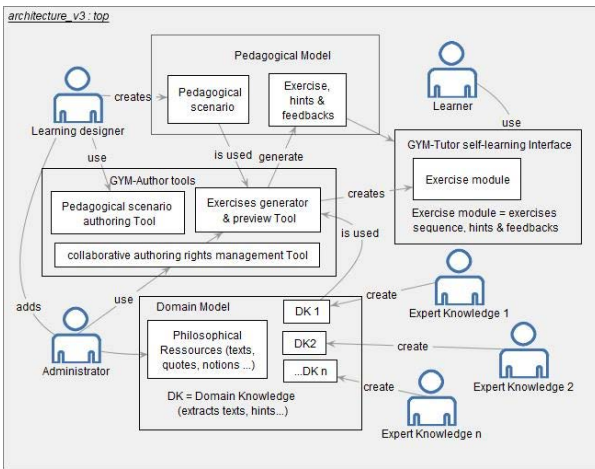 architecture_v3 : top
Pedagogical Model
Pedagogical
scenario
Exercise,
hints &
feedbacks
creates
Learning designer
Learner
use
is used
generate
use
GYM-Tutor self-learning Interface
Exercise module
Exercise module = exercises
sequence, hints & feedbacks
GYM-Author tools
Pedagogical scenario
authoring Tool
Exercises generator
& preview Tool
creates
is used
collaborative authoring rights management Tool
adds
use
Administrator
Domain Model
Philosophical
Ressources (texts,
quotes, notions ...)
DK 1
DK2
...DK n
DK = Domain Knowledge
(extracts texts, hints...)
create
Expert Knowledge 1
create
Expert Knowledge 2
create
Expert Knowledge n